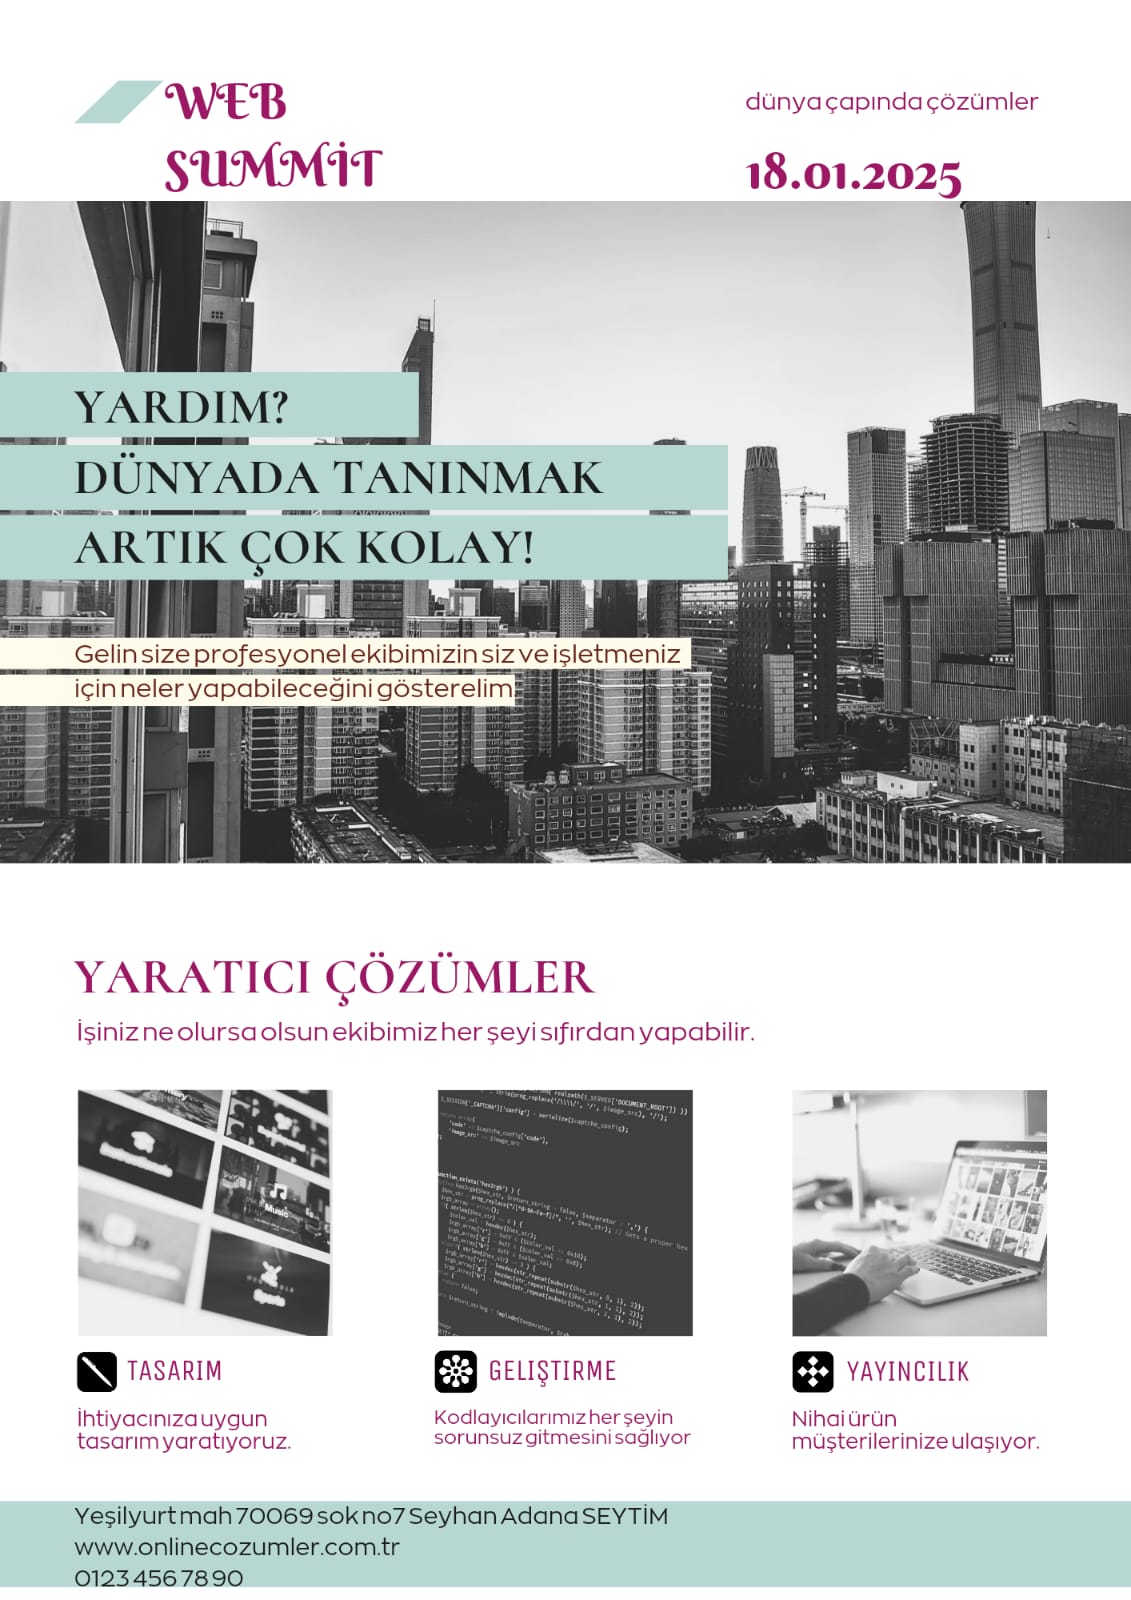 WEB
SUMMİT
dünya çapında çözümler
18.01.2025
YARDIM?
DÜNYADA TANINMAK
ARTIK ÇOK KOLAY!
Gelin size profesyonel ekibimizin siz ve işletmeniz
için neler yapabileceğini gösterelim
YARATICI ÇÖZÜMLER
İşiniz ne olursa olsun ekibimiz her şeyi sıfırdan yapabilir.
Music
Sports
TASARIM
İhtiyacınıza uygun
tasarım yaratıyoruz.
GELİŞTİRME
Kodlayıcılarımız her şeyin
sorunsuz gitmesini sağlıyor
YAYINCILIK
Nihai ürün
müşterilerinize ulaşıyor.
Yeşilyurt mah 70069 sok no7 Seyhan Adana SEYTİM
www.onlinecozumler.com.tr
0123 456 78 90